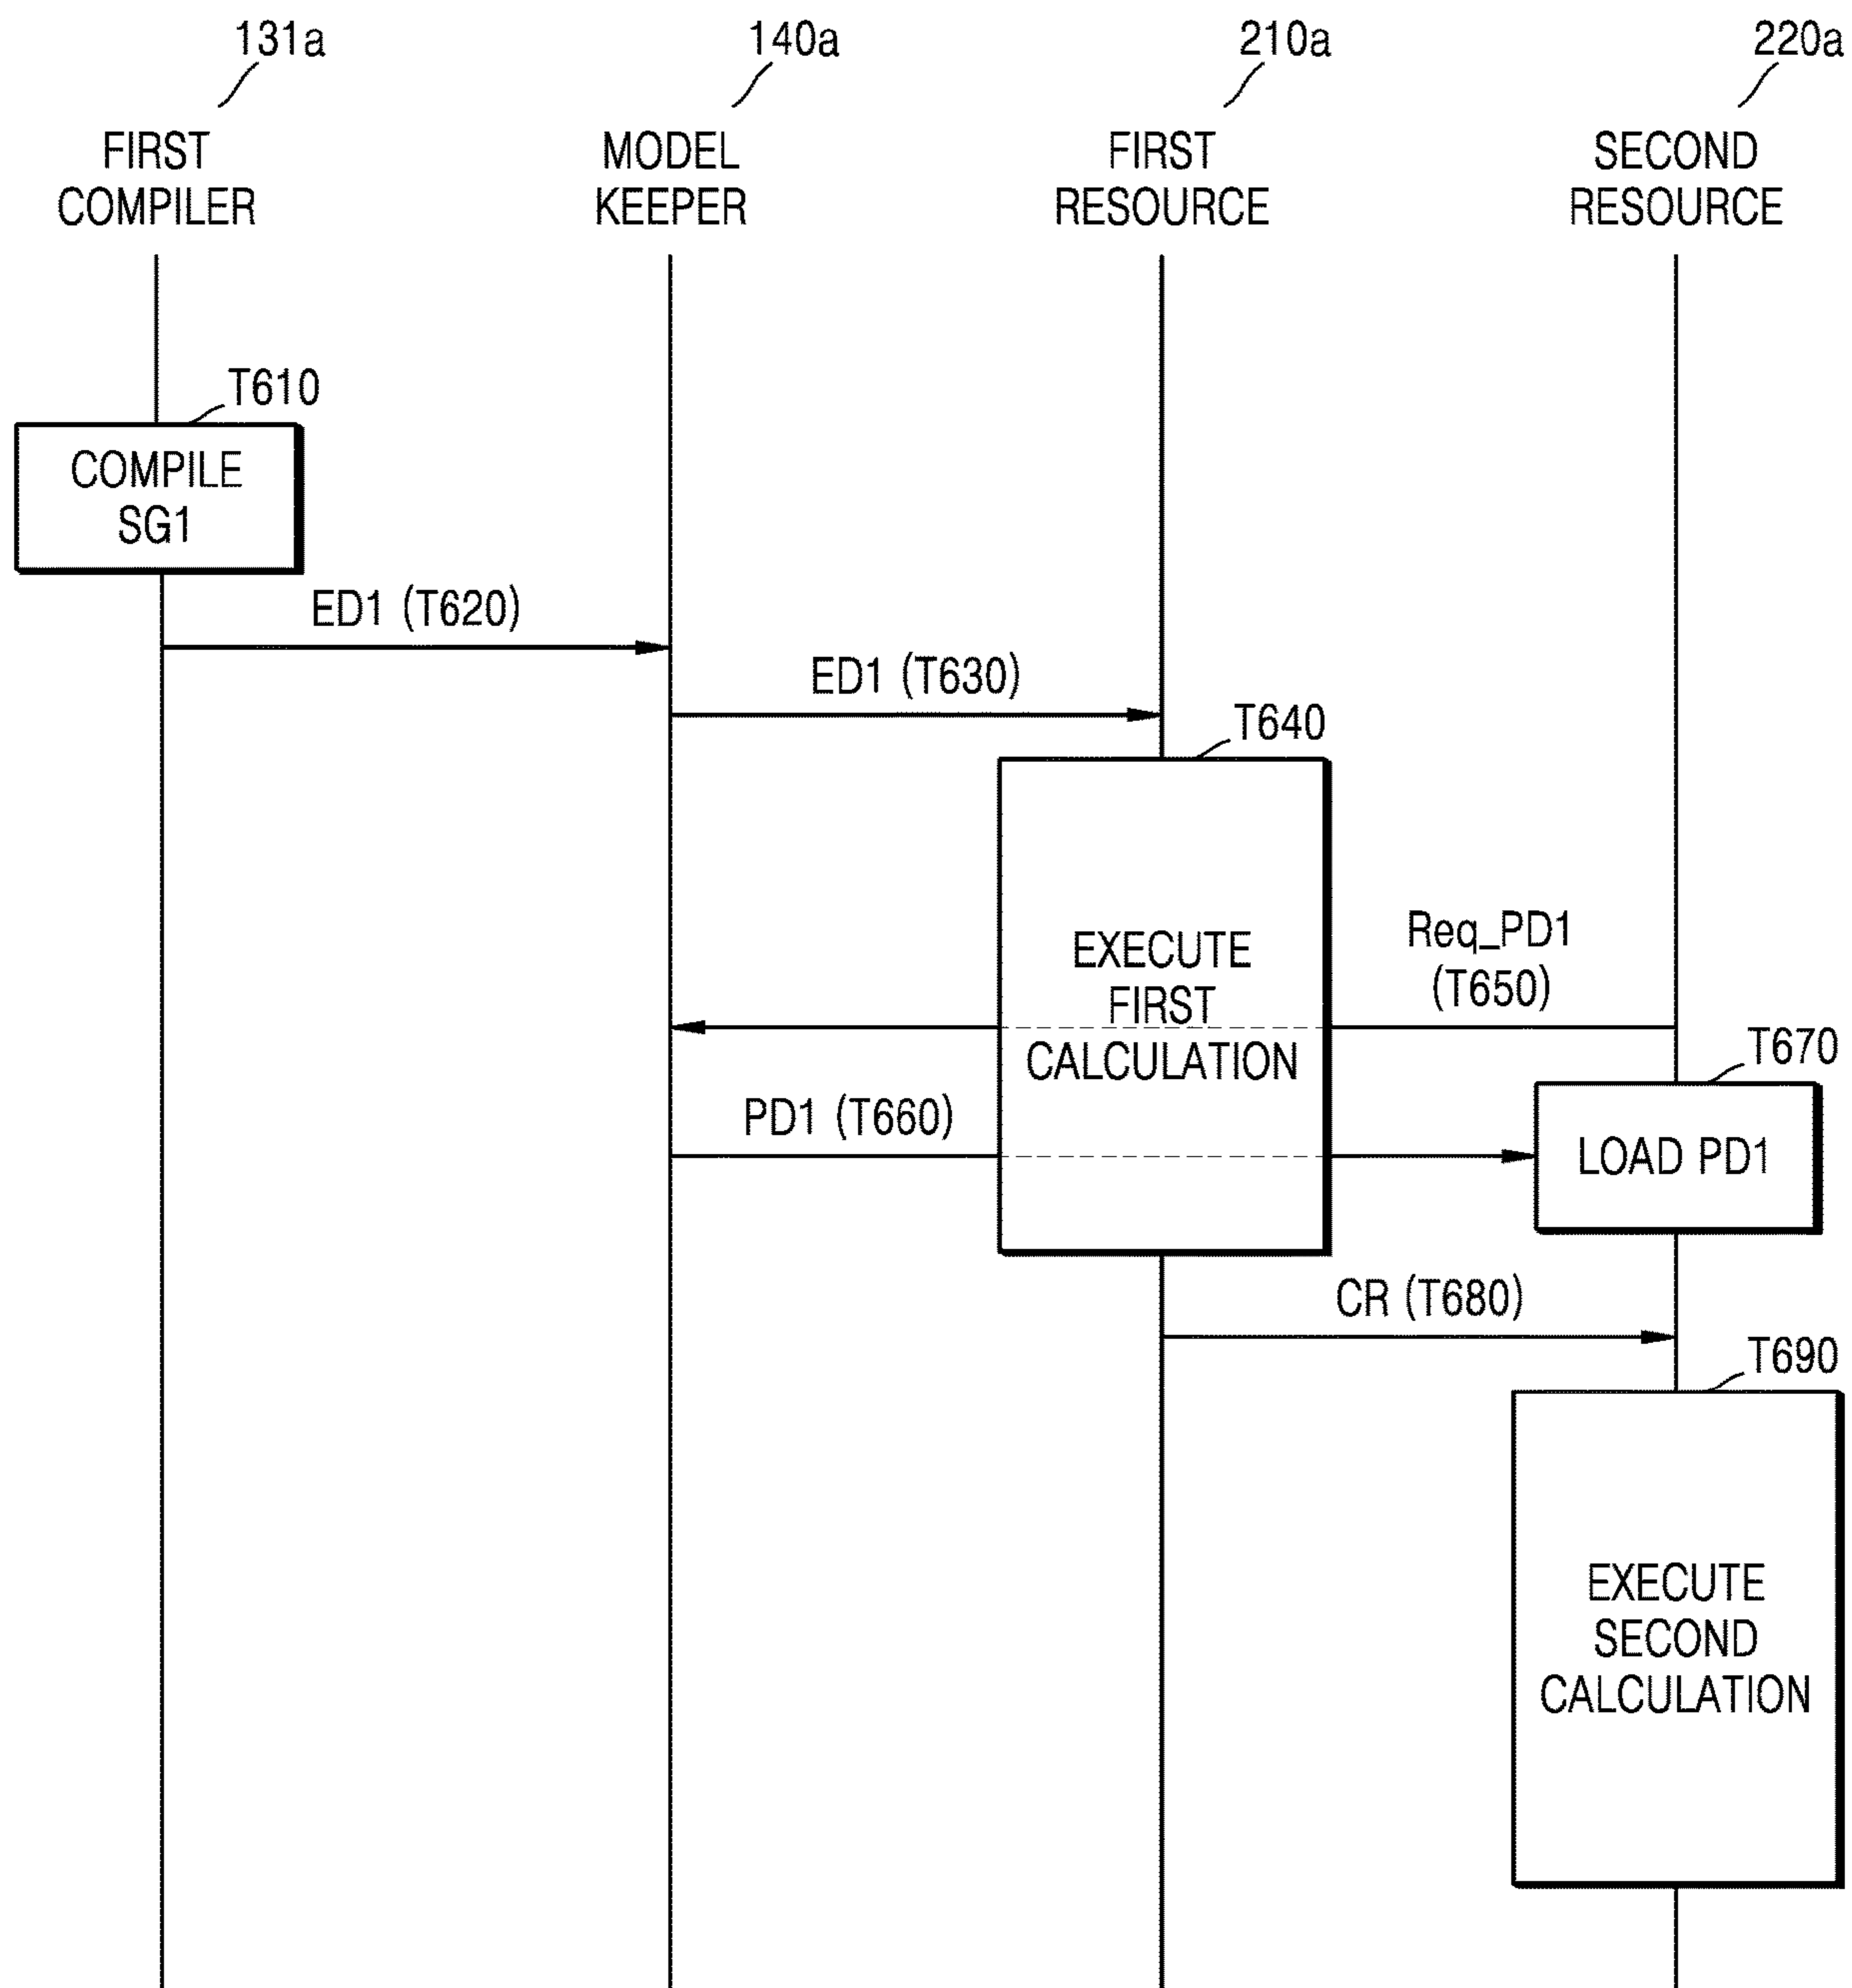 131a
140a
210a
220a
FIRST
COMPILER
MODEL
KEEPER
FIRST
RESOURCE
SECOND
RESOURCE
T610
COMPILE
SG1
ED1 (T620)
ED1 (T630)
T640
EXECUTE
FIRST
CALCULATION
Req_PD1
(T650)
T670
PD1 (T660)
LOAD PD1
CR (T680)
T690
EXECUTE
SECOND
CALCULATION